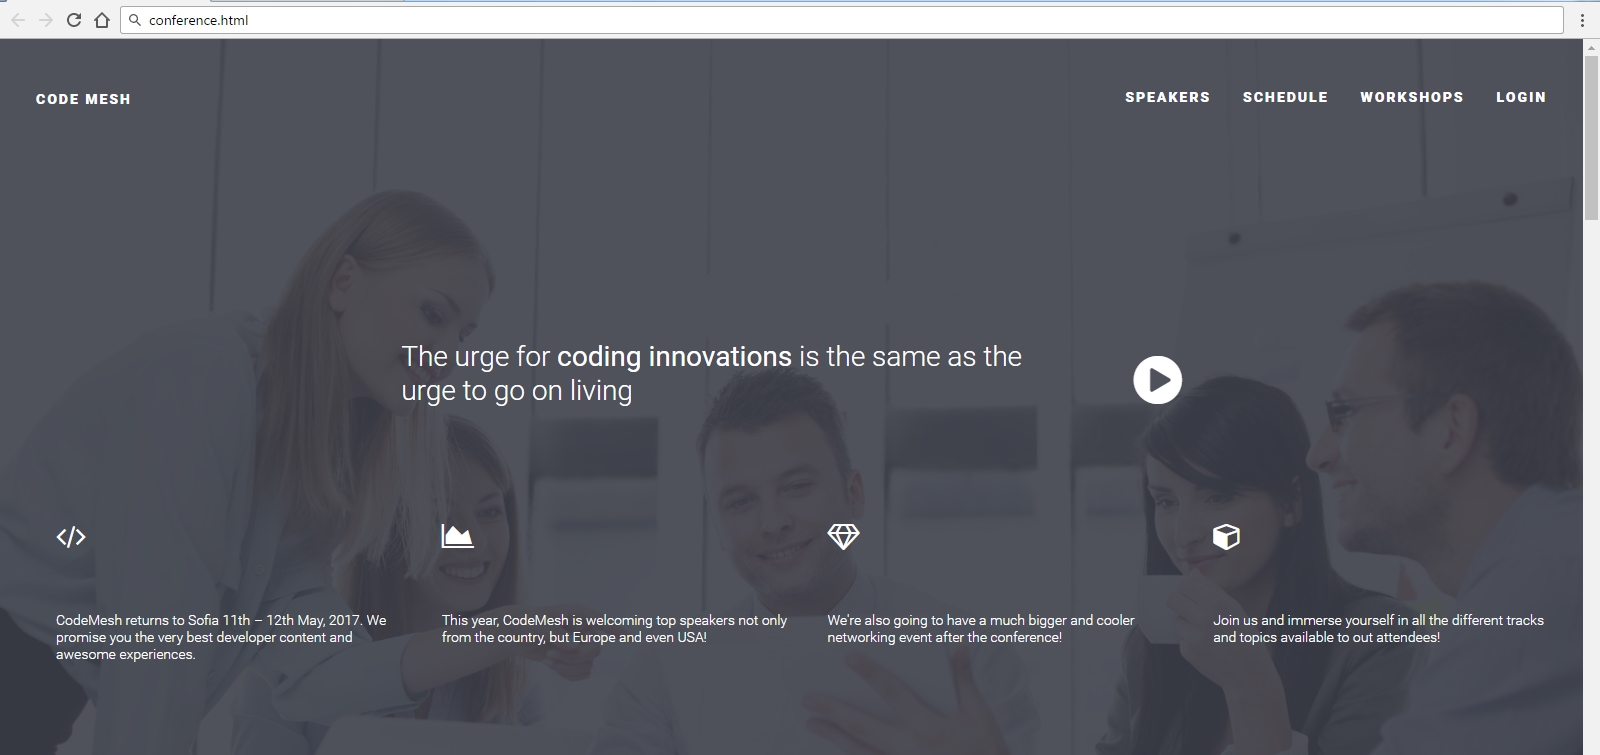 conference.html
CODE MESH
SPEAKERS SCHEDULE WORKSHOPS LOGIN
The urge for coding innovations is the same as the
urge to go on living
CodeMesh returns to Sofia 11th – 12th May, 2017. We
promise you the very best developer content and
awesome experiences.
This year, CodeMesh is welcoming top speakers not only
from the country, but Europe and even USA!
We're also going to have a much bigger and cooler
networking event after the conference!
Join us and immerse yourself in all the different tracks
and topics available to out attendees!